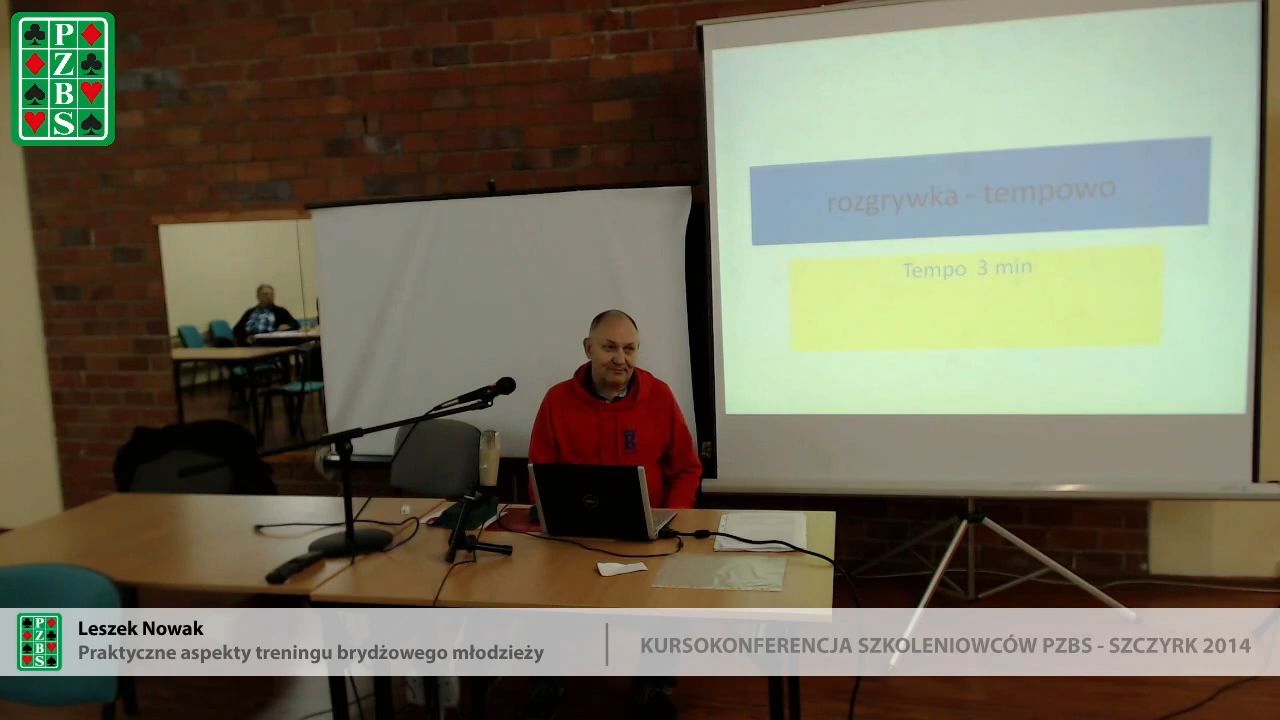 P
Z
B
S
rozgrywka - tempowo
Tempo 3 min
P
Z
B
S
Leszek Nowak
Praktyczne aspekty treningu brydżowego młodzieży
KURSOKONFERENCJA SZKOLENIOWCÓW PZBS - SZCZYRK 2014